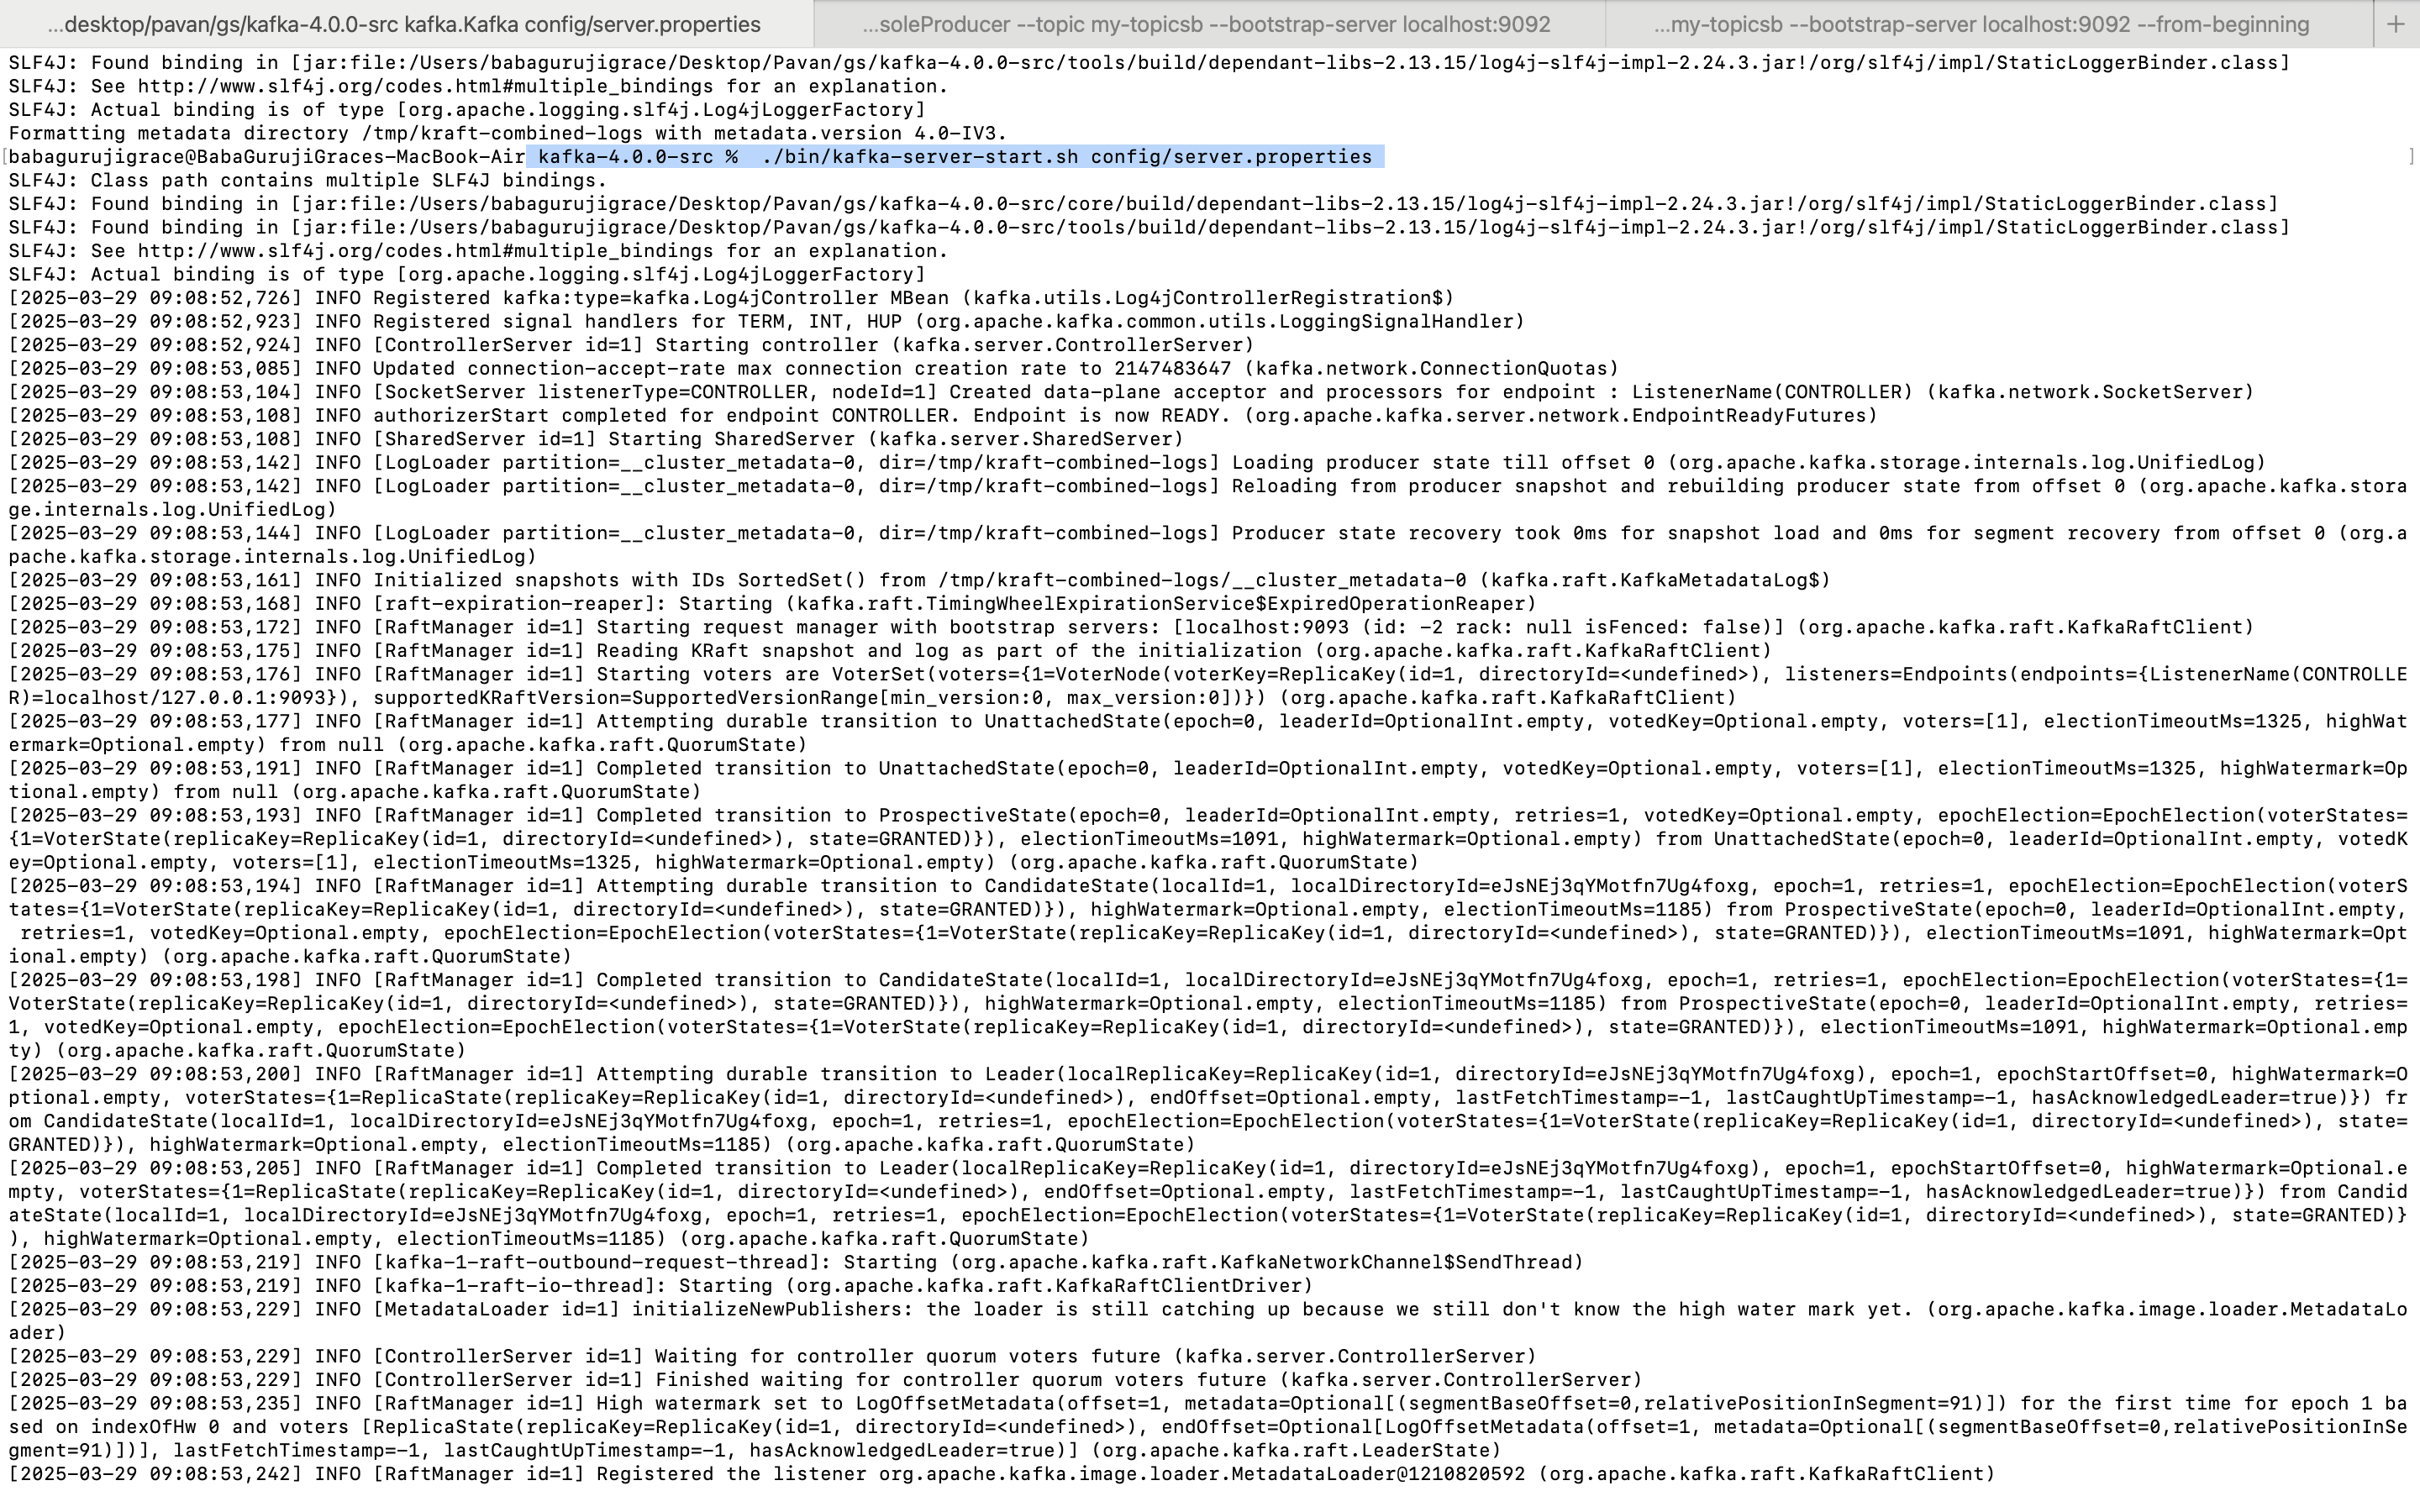 ...desktop/pavan/gs/kafka-4.0.0-src kafka.Kafka config/server.properties
...soleProducer --topic my-topicsb --bootstrap-server localhost:9092
...my-topicsb --bootstrap-server localhost:9092 --from-beginning
+
SLF4J: Found binding in [jar:file:/Users/babagurujigrace/Desktop/Pavan/gs/kafka-4.0.0-src/tools/build/dependant-libs-2.13.15/log4j-slf4j-impl-2.24.3.jar!/org/slf4j/impl/StaticLoggerBinder.class]
SLF4J: See http://www.slf4j.org/codes.html#multiple_bindings for an explanation.
SLF4J: Actual binding is of type [org.apache.logging.slf4j.Log4jLoggerFactory]
Formatting metadata directory /tmp/kraft-combined-logs with metadata.version 4.0-IV3.
[babagurujigrace@BabaGurujiGraces-MacBook-Air kafka-4.0.0-src %  ./bin/kafka-server-start.sh config/server.properties ]
SLF4J: Class path contains multiple SLF4J bindings.
SLF4J: Found binding in [jar:file:/Users/babagurujigrace/Desktop/Pavan/gs/kafka-4.0.0-src/core/build/dependant-libs-2.13.15/log4j-slf4j-impl-2.24.3.jar!/org/slf4j/impl/StaticLoggerBinder.class]
SLF4J: Found binding in [jar:file:/Users/babagurujigrace/Desktop/Pavan/gs/kafka-4.0.0-src/tools/build/dependant-libs-2.13.15/log4j-slf4j-impl-2.24.3.jar!/org/slf4j/impl/StaticLoggerBinder.class]
SLF4J: See http://www.slf4j.org/codes.html#multiple_bindings for an explanation.
SLF4J: Actual binding is of type [org.apache.logging.slf4j.Log4jLoggerFactory]
[2025-03-29 09:08:52,726] INFO Registered kafka:type=kafka.Log4jController MBean (kafka.utils.Log4jControllerRegistration$)
[2025-03-29 09:08:52,923] INFO Registered signal handlers for TERM, INT, HUP (org.apache.kafka.common.utils.LoggingSignalHandler)
[2025-03-29 09:08:52,924] INFO [ControllerServer id=1] Starting controller (kafka.server.ControllerServer)
[2025-03-29 09:08:53,085] INFO Updated connection-accept-rate max connection creation rate to 2147483647 (kafka.network.ConnectionQuotas)
[2025-03-29 09:08:53,104] INFO [SocketServer listenerType=CONTROLLER, nodeId=1] Created data-plane acceptor and processors for endpoint : ListenerName(CONTROLLER) (kafka.network.SocketServer)
[2025-03-29 09:08:53,108] INFO authorizerStart completed for endpoint CONTROLLER. Endpoint is now READY. (org.apache.kafka.server.network.EndpointReadyFutures)
[2025-03-29 09:08:53,108] INFO [SharedServer id=1] Starting SharedServer (kafka.server.SharedServer)
[2025-03-29 09:08:53,142] INFO [LogLoader partition=__cluster_metadata-0, dir=/tmp/kraft-combined-logs] Loading producer state till offset 0 (org.apache.kafka.storage.internals.log.UnifiedLog)
[2025-03-29 09:08:53,142] INFO [LogLoader partition=__cluster_metadata-0, dir=/tmp/kraft-combined-logs] Reloading from producer snapshot and rebuilding producer state from offset 0 (org.apache.kafka.stora
ge.internals.log.UnifiedLog)
[2025-03-29 09:08:53,144] INFO [LogLoader partition=__cluster_metadata-0, dir=/tmp/kraft-combined-logs] Producer state recovery took 0ms for snapshot load and 0ms for segment recovery from offset 0 (org.a
pache.kafka.storage.internals.log.UnifiedLog)
[2025-03-29 09:08:53,161] INFO Initialized snapshots with IDs SortedSet() from /tmp/kraft-combined-logs/__cluster_metadata-0 (kafka.raft.KafkaMetadataLog$)
[2025-03-29 09:08:53,168] INFO [raft-expiration-reaper]: Starting (kafka.raft.TimingWheelExpirationService$ExpiredOperationReaper)
[2025-03-29 09:08:53,172] INFO [RaftManager id=1] Starting request manager with bootstrap servers: [localhost:9093 (id: -2 rack: null isFenced: false)] (org.apache.kafka.raft.KafkaRaftClient)
[2025-03-29 09:08:53,175] INFO [RaftManager id=1] Reading KRaft snapshot and log as part of the initialization (org.apache.kafka.raft.KafkaRaftClient)
[2025-03-29 09:08:53,176] INFO [RaftManager id=1] Starting voters are VoterSet(voters={1=VoterNode(voterKey=ReplicaKey(id=1, directoryId=<undefined>), listeners=Endpoints(endpoints={ListenerName(CONTROLLE
R)=localhost/127.0.0.1:9093}), supportedKRaftVersion=SupportedVersionRange[min_version:0, max_version:0])}) (org.apache.kafka.raft.KafkaRaftClient)
[2025-03-29 09:08:53,177] INFO [RaftManager id=1] Attempting durable transition to UnattachedState(epoch=0, leaderId=OptionalInt.empty, votedKey=Optional.empty, voters=[1], electionTimeoutMs=1325, highWat
ermark=Optional.empty) from null (org.apache.kafka.raft.QuorumState)
[2025-03-29 09:08:53,191] INFO [RaftManager id=1] Completed transition to UnattachedState(epoch=0, leaderId=OptionalInt.empty, votedKey=Optional.empty, voters=[1], electionTimeoutMs=1325, highWatermark=Op
tional.empty) from null (org.apache.kafka.raft.QuorumState)
[2025-03-29 09:08:53,193] INFO [RaftManager id=1] Completed transition to ProspectiveState(epoch=0, leaderId=OptionalInt.empty, retries=1, votedKey=Optional.empty, epochElection=EpochElection(voterStates=
{1=VoterState(replicaKey=ReplicaKey(id=1, directoryId=<undefined>), state=GRANTED)}), electionTimeoutMs=1091, highWatermark=Optional.empty) from UnattachedState(epoch=0, leaderId=OptionalInt.empty, votedK
ey=Optional.empty, voters=[1], electionTimeoutMs=1325, highWatermark=Optional.empty) (org.apache.kafka.raft.QuorumState)
[2025-03-29 09:08:53,194] INFO [RaftManager id=1] Attempting durable transition to CandidateState(localId=1, localDirectoryId=eJsNEj3qYMotfn7Ug4foxg, epoch=1, retries=1, epochElection=EpochElection(voterS
tates={1=VoterState(replicaKey=ReplicaKey(id=1, directoryId=<undefined>), state=GRANTED)}), highWatermark=Optional.empty, electionTimeoutMs=1185) from ProspectiveState(epoch=0, leaderId=OptionalInt.empty,
 retries=1, votedKey=Optional.empty, epochElection=EpochElection(voterStates={1=VoterState(replicaKey=ReplicaKey(id=1, directoryId=<undefined>), state=GRANTED)}), electionTimeoutMs=1091, highWatermark=Opt
ional.empty) (org.apache.kafka.raft.QuorumState)
[2025-03-29 09:08:53,198] INFO [RaftManager id=1] Completed transition to CandidateState(localId=1, localDirectoryId=eJsNEj3qYMotfn7Ug4foxg, epoch=1, retries=1, epochElection=EpochElection(voterStates={1=
VoterState(replicaKey=ReplicaKey(id=1, directoryId=<undefined>), state=GRANTED)}), highWatermark=Optional.empty, electionTimeoutMs=1185) from ProspectiveState(epoch=0, leaderId=OptionalInt.empty, retries=
1, votedKey=Optional.empty, epochElection=EpochElection(voterStates={1=VoterState(replicaKey=ReplicaKey(id=1, directoryId=<undefined>), state=GRANTED)}), electionTimeoutMs=1091, highWatermark=Optional.emp
ty) (org.apache.kafka.raft.QuorumState)
[2025-03-29 09:08:53,200] INFO [RaftManager id=1] Attempting durable transition to Leader(localReplicaKey=ReplicaKey(id=1, directoryId=eJsNEj3qYMotfn7Ug4foxg), epoch=1, epochStartOffset=0, highWatermark=O
ptional.empty, voterStates={1=ReplicaState(replicaKey=ReplicaKey(id=1, directoryId=<undefined>), endOffset=Optional.empty, lastFetchTimestamp=-1, lastCaughtUpTimestamp=-1, hasAcknowledgedLeader=true)}) fr
om CandidateState(localId=1, localDirectoryId=eJsNEj3qYMotfn7Ug4foxg, epoch=1, retries=1, epochElection=EpochElection(voterStates={1=VoterState(replicaKey=ReplicaKey(id=1, directoryId=<undefined>), state=
GRANTED)}), highWatermark=Optional.empty, electionTimeoutMs=1185) (org.apache.kafka.raft.QuorumState)
[2025-03-29 09:08:53,205] INFO [RaftManager id=1] Completed transition to Leader(localReplicaKey=ReplicaKey(id=1, directoryId=eJsNEj3qYMotfn7Ug4foxg), epoch=1, epochStartOffset=0, highWatermark=Optional.e
mpty, voterStates={1=ReplicaState(replicaKey=ReplicaKey(id=1, directoryId=<undefined>), endOffset=Optional.empty, lastFetchTimestamp=-1, lastCaughtUpTimestamp=-1, hasAcknowledgedLeader=true)}) from Candid
ateState(localId=1, localDirectoryId=eJsNEj3qYMotfn7Ug4foxg, epoch=1, retries=1, epochElection=EpochElection(voterStates={1=VoterState(replicaKey=ReplicaKey(id=1, directoryId=<undefined>), state=GRANTED)}
), highWatermark=Optional.empty, electionTimeoutMs=1185) (org.apache.kafka.raft.QuorumState)
[2025-03-29 09:08:53,219] INFO [kafka-1-raft-outbound-request-thread]: Starting (org.apache.kafka.raft.KafkaNetworkChannel$SendThread)
[2025-03-29 09:08:53,219] INFO [kafka-1-raft-io-thread]: Starting (org.apache.kafka.raft.KafkaRaftClientDriver)
[2025-03-29 09:08:53,229] INFO [MetadataLoader id=1] initializeNewPublishers: the loader is still catching up because we still don't know the high water mark yet. (org.apache.kafka.image.loader.MetadataLo
ader)
[2025-03-29 09:08:53,229] INFO [ControllerServer id=1] Waiting for controller quorum voters future (kafka.server.ControllerServer)
[2025-03-29 09:08:53,229] INFO [ControllerServer id=1] Finished waiting for controller quorum voters future (kafka.server.ControllerServer)
[2025-03-29 09:08:53,235] INFO [RaftManager id=1] High watermark set to LogOffsetMetadata(offset=1, metadata=Optional[(segmentBaseOffset=0,relativePositionInSegment=91)]) for the first time for epoch 1 ba
sed on indexOfHw 0 and voters [ReplicaState(replicaKey=ReplicaKey(id=1, directoryId=<undefined>), endOffset=Optional[LogOffsetMetadata(offset=1, metadata=Optional[(segmentBaseOffset=0,relativePositionInSe
gment=91)])], lastFetchTimestamp=-1, lastCaughtUpTimestamp=-1, hasAcknowledgedLeader=true)] (org.apache.kafka.raft.LeaderState)
[2025-03-29 09:08:53,242] INFO [RaftManager id=1] Registered the listener org.apache.kafka.image.loader.MetadataLoader@1210820592 (org.apache.kafka.raft.KafkaRaftClient)